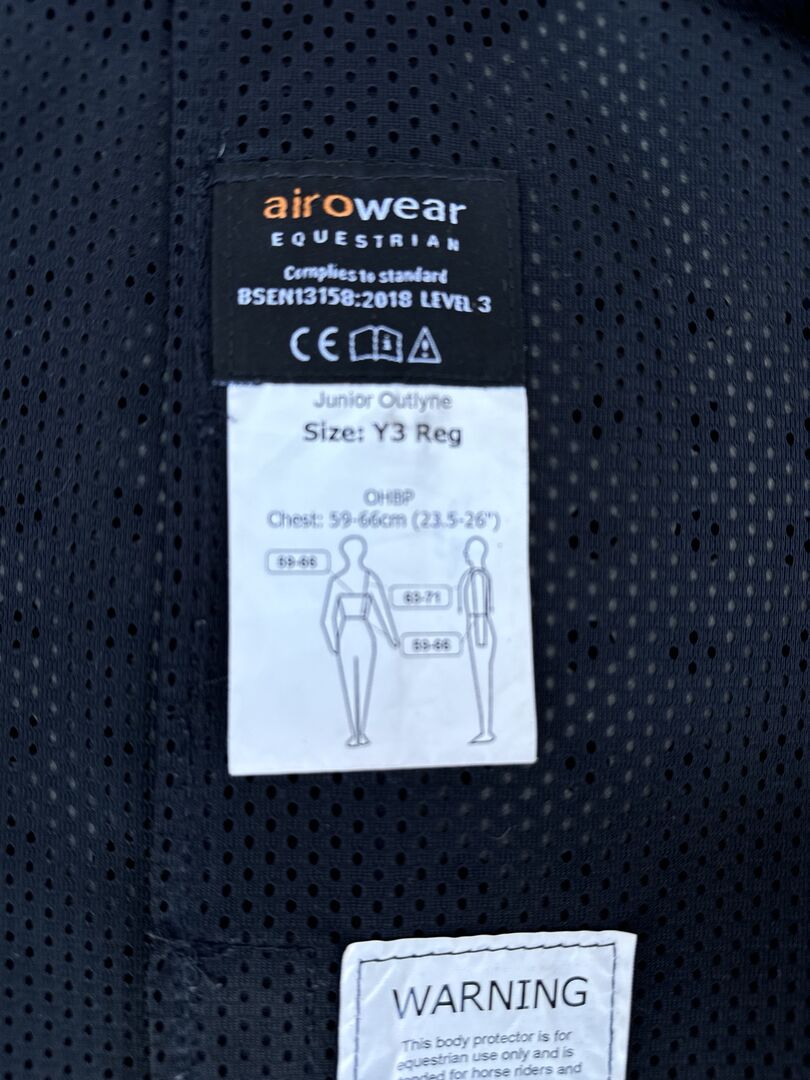 airowear
EQUESTRIAN
Complies to standard
BSEN13158:2018 LEVEL 3
CE
Junior Outlyne
Size: Y3 Reg
OHBP
Chest: 59-66cm (23.5-26")
59-66
63-71
59-66
WARNING
This body protector is for
equestrian use only and is
for horse riders and